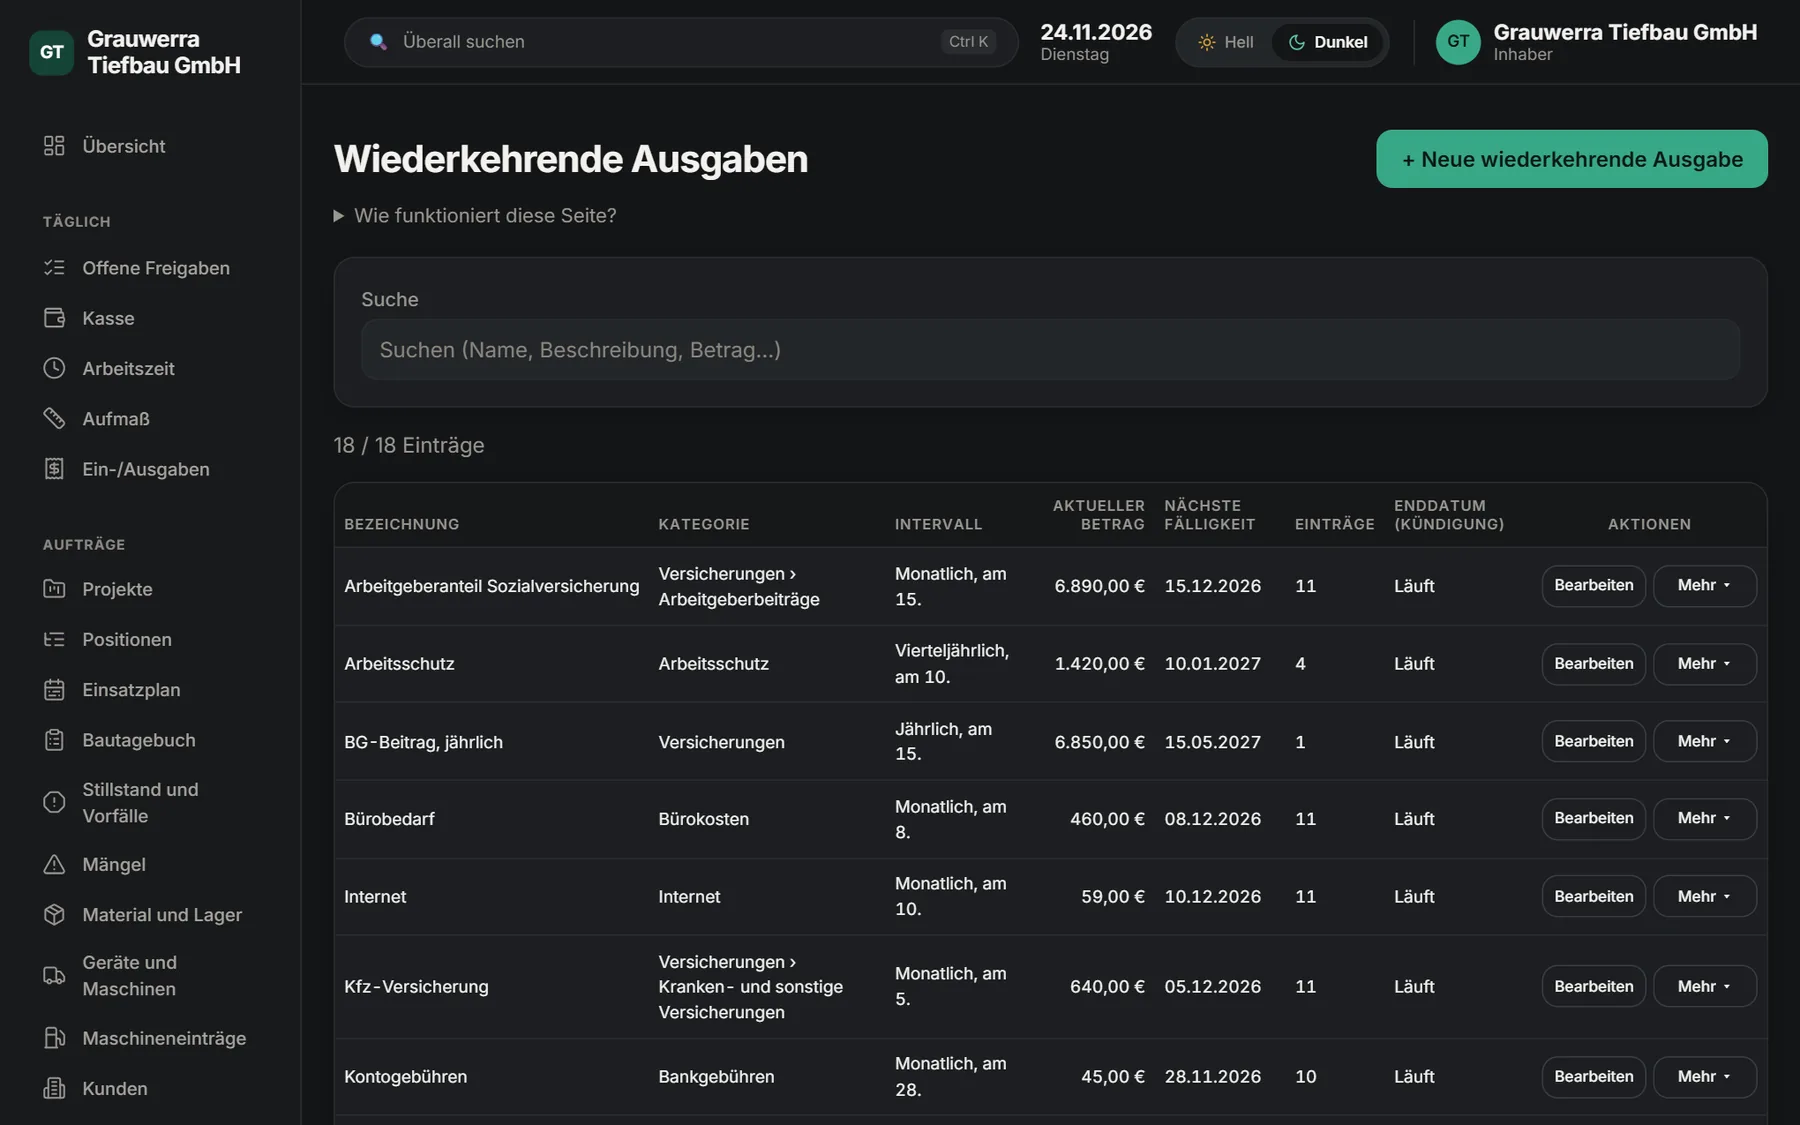 GT
Grauwerra
Tiefbau GmbH
Übersicht
TÄGLICH
Offene Freigaben
Kasse
Arbeitszeit
Aufmaß
Ein-/Ausgaben
AUFTRÄGE
Projekte
Positionen
Einsatzplan
Bautagebuch
Stillstand und
Vorfälle
Mängel
Material und Lager
Geräte und
Maschinen
Maschineneinträge
Kunden
Überall suchen
Ctrl K
24.11.2026
Dienstag
Hell
Dunkel
GT
Grauwerra Tiefbau GmbH
Inhaber
Wiederkehrende Ausgaben
+ Neue wiederkehrende Ausgabe
▶ Wie funktioniert diese Seite?
Suche
Suchen (Name, Beschreibung, Betrag...)
18 / 18 Einträge
BEZEICHNUNG
KATEGORIE
INTERVALL
AKTUELLER
BETRAG
NÄCHSTE
FÄLLIGKEIT
EINTRÄGE
ENDDATUM
(KÜNDIGUNG)
AKTIONEN
Arbeitgeberanteil Sozialversicherung
Versicherungen ›
Arbeitgeberbeiträge
Monatlich, am
15.
6.890,00 €
15.12.2026
11
Läuft
Bearbeiten
Mehr
Arbeitsschutz
Arbeitsschutz
Vierteljährlich,
am 10.
1.420,00 €
10.01.2027
4
Läuft
Bearbeiten
Mehr
BG-Beitrag, jährlich
Versicherungen
Jährlich, am
15.
6.850,00 €
15.05.2027
1
Läuft
Bearbeiten
Mehr
Bürobedarf
Bürokosten
Monatlich, am
8.
460,00 €
08.12.2026
11
Läuft
Bearbeiten
Mehr
Internet
Internet
Monatlich, am
10.
59,00 €
10.12.2026
11
Läuft
Bearbeiten
Mehr
Kfz-Versicherung
Versicherungen ›
Kranken- und sonstige
Versicherungen
Monatlich, am
5.
640,00 €
05.12.2026
11
Läuft
Bearbeiten
Mehr
Kontogebühren
Bankgebühren
Monatlich, am
28.
45,00 €
28.11.2026
10
Läuft
Bearbeiten
Mehr